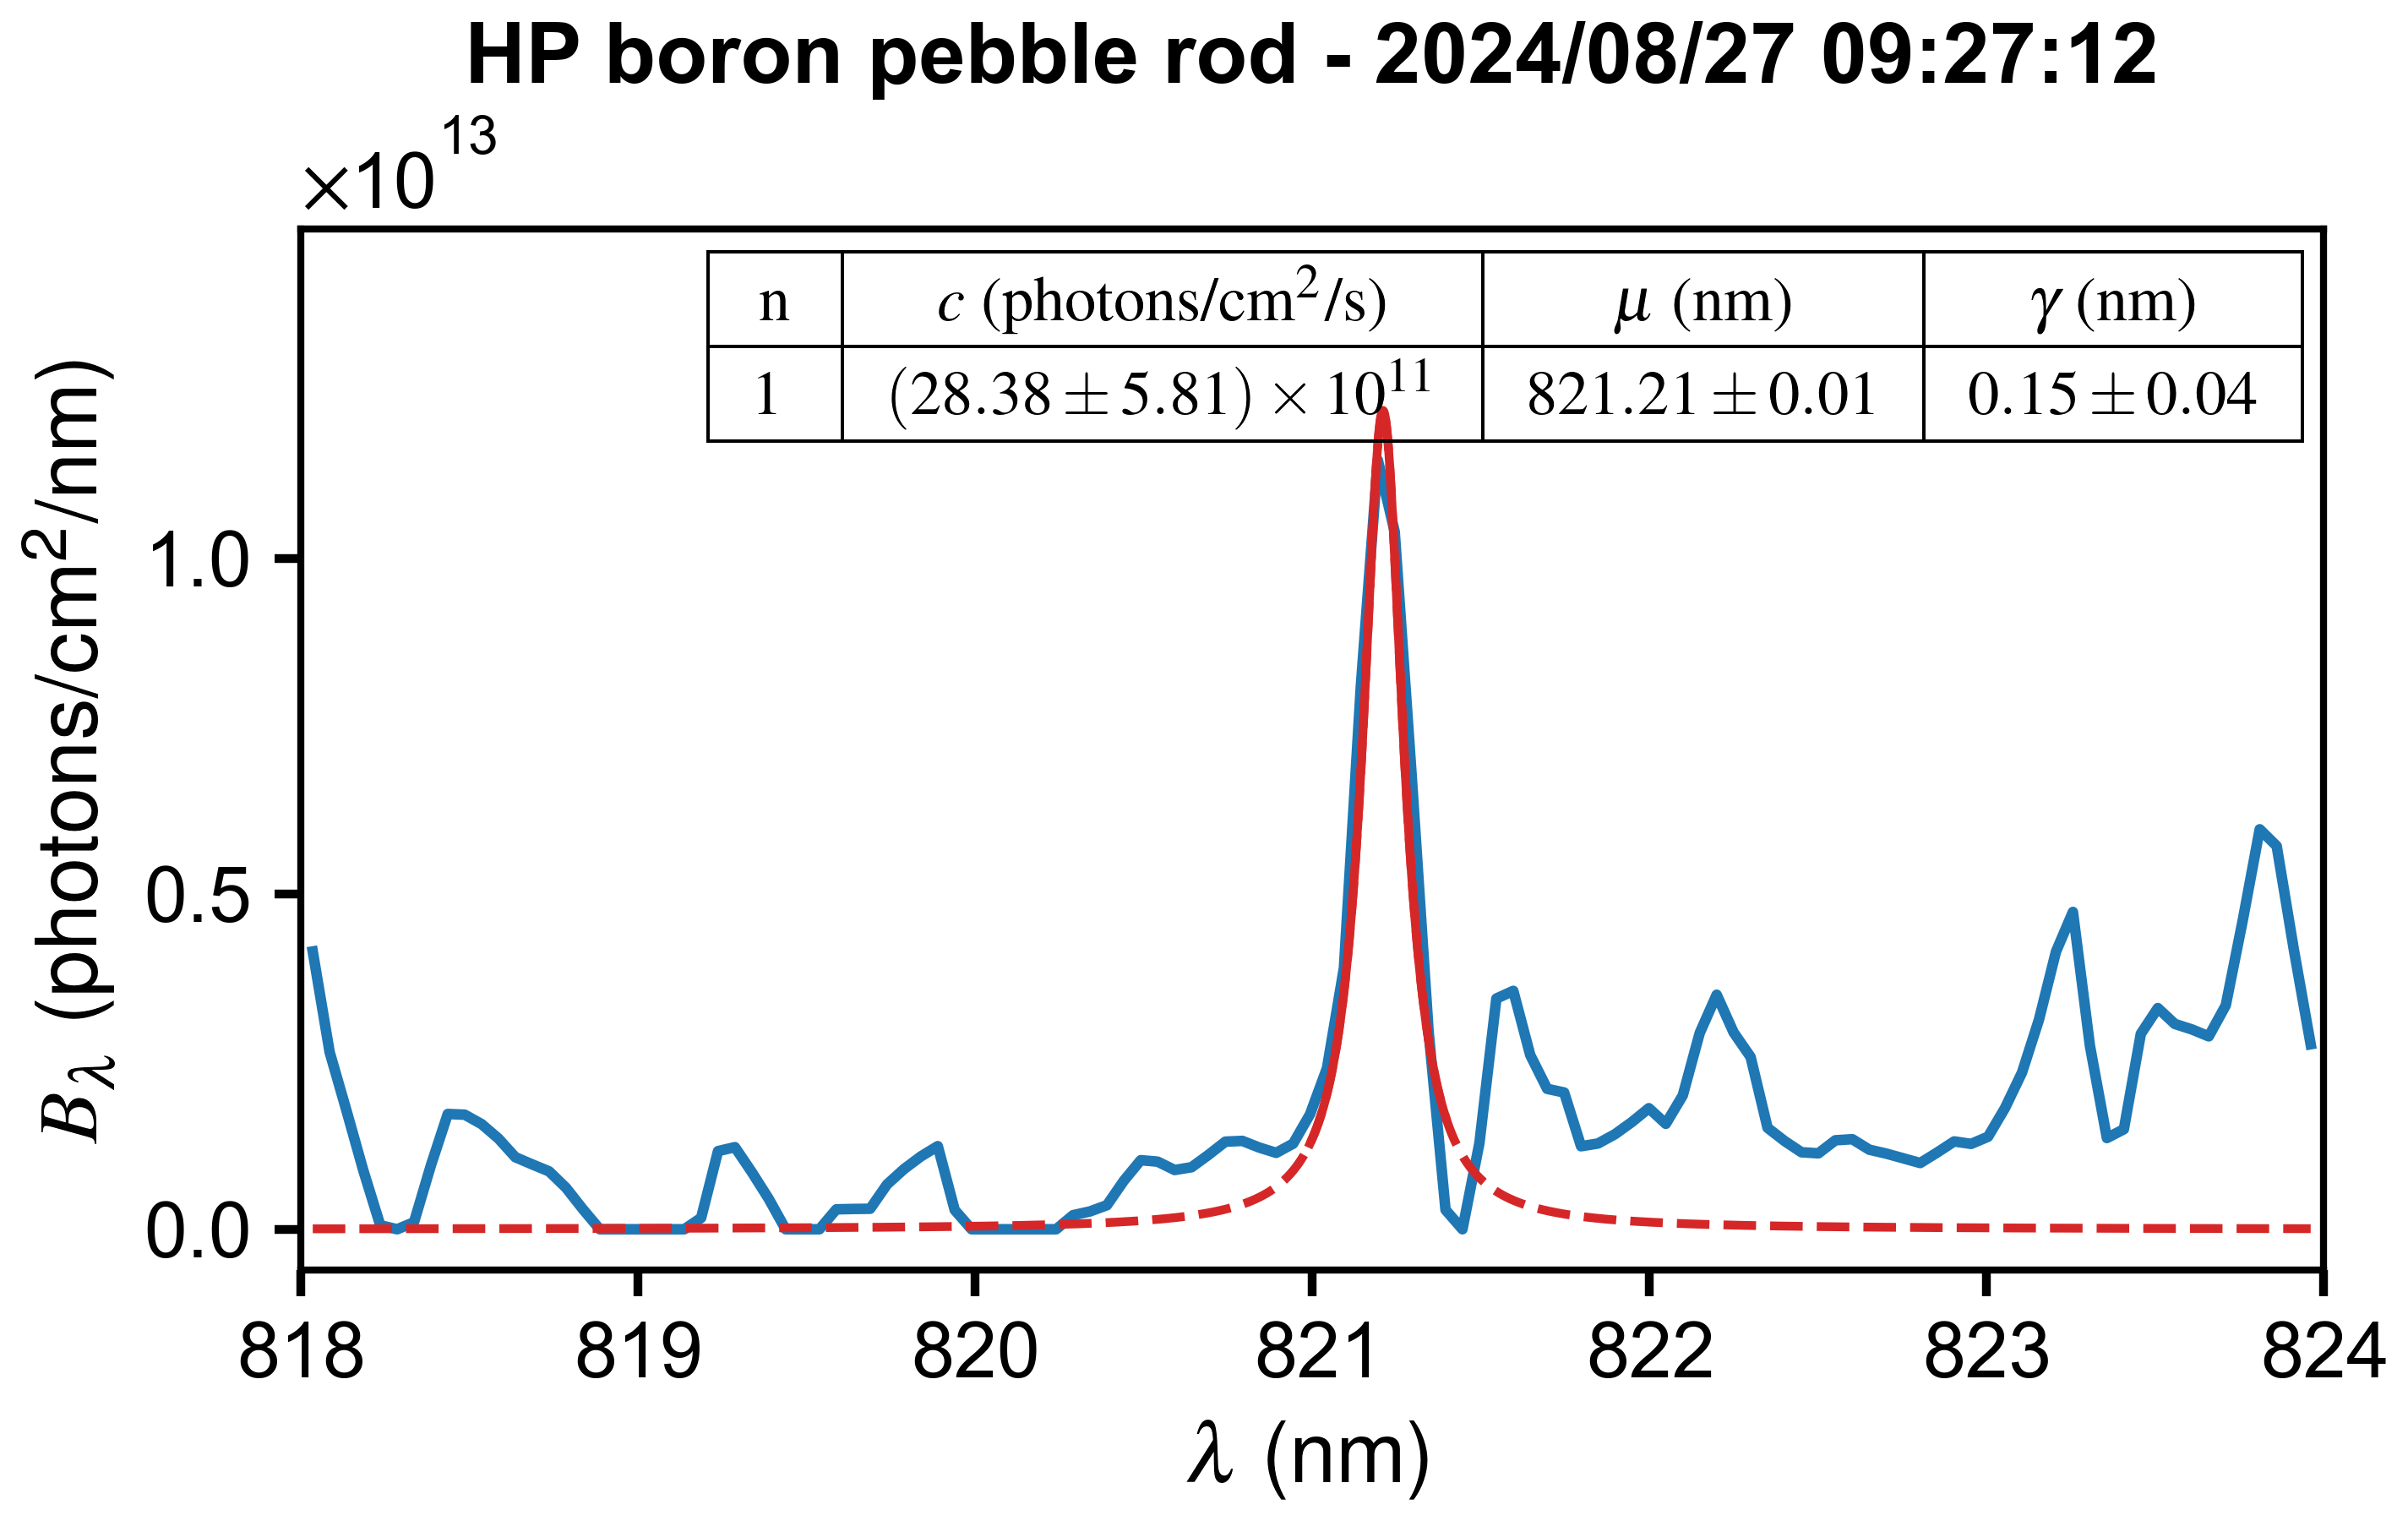 HP boron pebble rod - 2024/08/27 09:27:12
×10¹³
n c (photons/cm²/s) μ (nm) γ (nm)
1 (28.38 ± 5.81) × 10¹¹ 821.21 ± 0.01 0.15 ± 0.04
B_λ (photons/cm²/nm)
1.0
0.5
0.0
818 819 820 821 822 823 824
λ (nm)